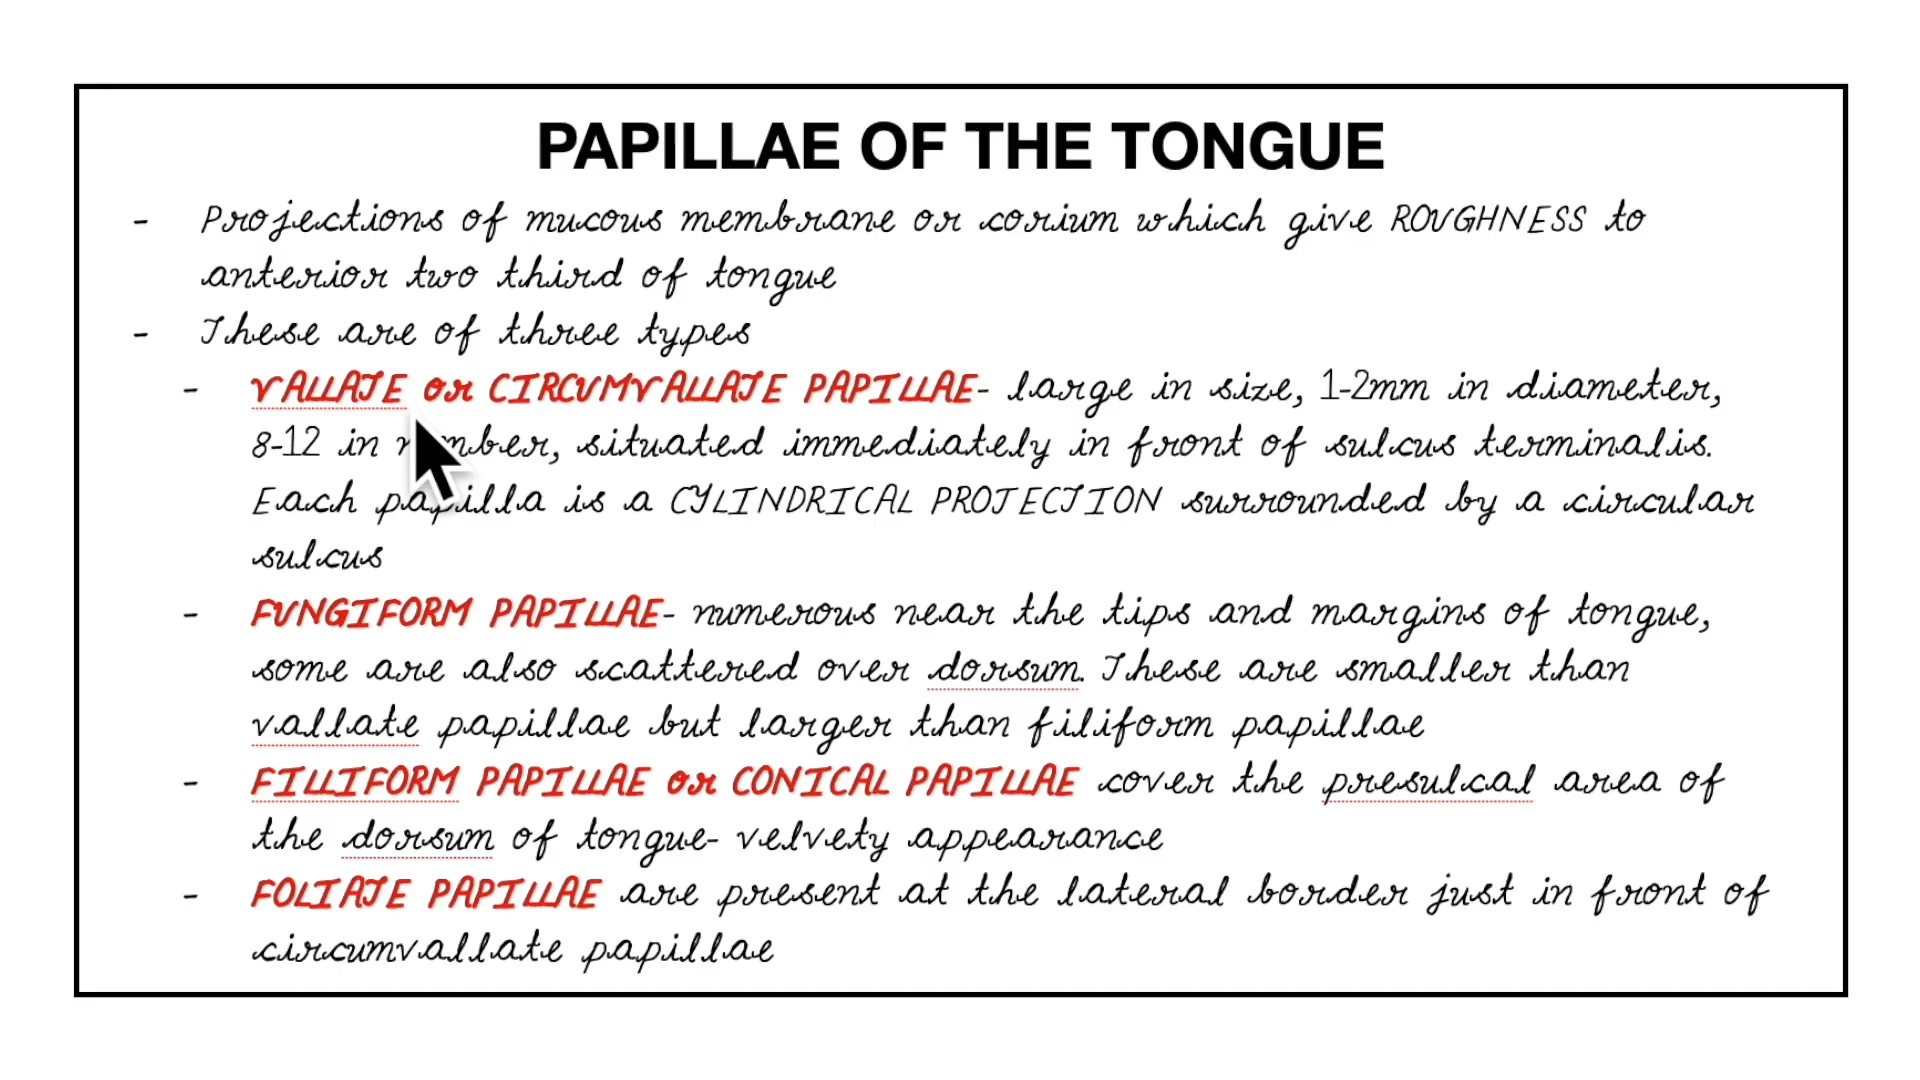 PAPILLAE OF THE TONGUE
- Projections of mucous membrane or corium which give ROUGHNESS to
anterior two third of tongue
- These are of three types
- VALLATE or CIRCUMVALLATE PAPILLAE- large in size, 1-2mm in diameter,
8-12 in number, situated immediately in front of sulcus terminalis.
Each papilla is a CYLINDRICAL PROJECTION surrounded by a circular
sulcus
- FUNGIFORM PAPILLAE- numerous near the tips and margins of tongue,
some are also scattered over dorsum. These are smaller than
vallate papillae but larger than filiform papillae
- FILLIFORM PAPILLAE or CONICAL PAPILLAE cover the presulcal area of
the dorsum of tongue- velvety appearance
- FOLIATE PAPILLAE are present at the lateral border just in front of
circumvallate papillae